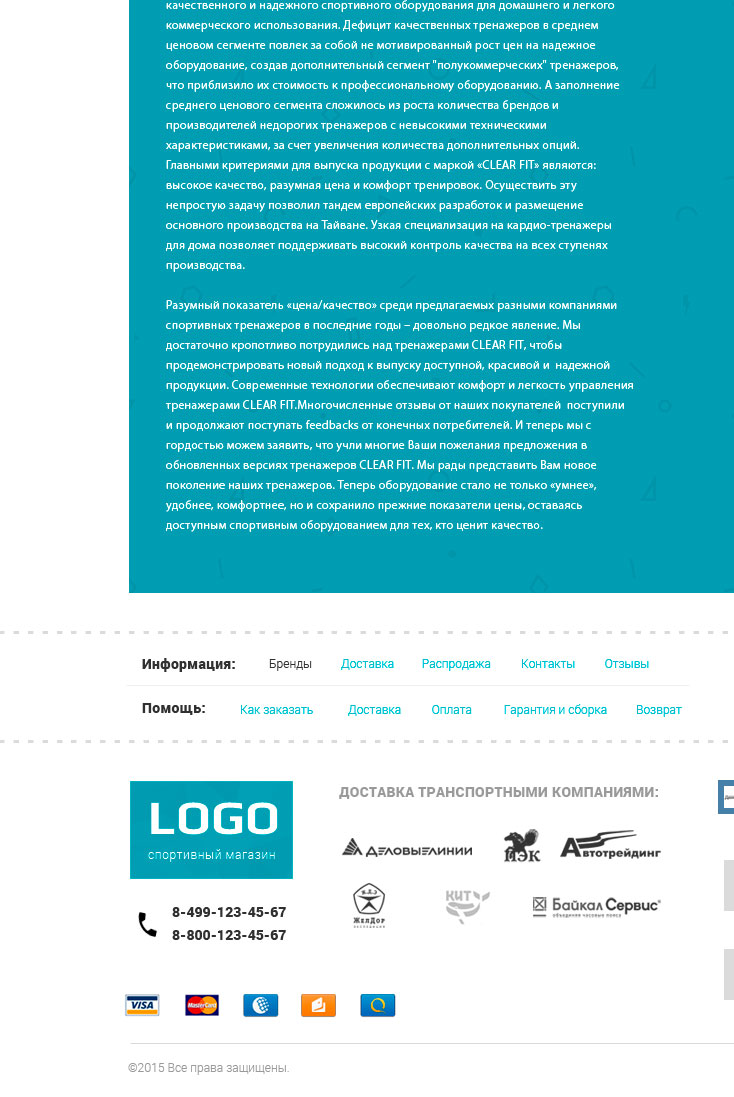 качественного и надежного спортивного оборудования для домашнего и легкого
коммерческого использования. Дефицит качественных тренажеров в среднем
ценовом сегменте повлек за собой не мотивированный рост цен на надежное
оборудование, создав дополнительный сегмент "полукоммерческих" тренажеров,
что приблизило их стоимость к профессиональному оборудованию. А заполнение
среднего ценового сегмента сложилось из роста количества брендов и
производителей недорогих тренажеров с невысокими техническими
характеристиками, за счет увеличения количества дополнительных опций.
Главными критериями для выпуска продукции с маркой «CLEAR FIT» являются:
высокое качество, разумная цена и комфорт тренировок. Осуществить эту
непростую задачу позволил тандем европейских разработок и размещение
основного производства на Тайване. Узкая специализация на кардио-тренажеры
для дома позволяет поддерживать высокий контроль качества на всех ступенях
производства.
Разумный показатель «цена/качество» среди предлагаемых разными компаниями
спортивных тренажеров в последние годы – довольно редкое явление. Мы
достаточно кропотливо потрудились над тренажерами CLEAR FIT, чтобы
продемонстрировать новый подход к выпуску доступной, красивой и  надежной
продукции. Современные технологии обеспечивают комфорт и легкость управления
тренажерами CLEAR FIT.Многочисленные отзывы от наших покупателей  поступили
и продолжают поступать feedbacks от конечных потребителей. И теперь мы с
гордостью можем заявить, что учли многие Ваши пожелания предложения в
обновленных версиях тренажеров CLEAR FIT. Мы рады представить Вам новое
поколение наших тренажеров. Теперь оборудование стало не только «умнее»,
удобнее, комфортнее, но и сохранило прежние показатели цены, оставаясь
доступным спортивным оборудованием для тех, кто ценит качество.
Информация: Бренды Доставка Распродажа Контакты Отзывы
Помощь: Как заказать Доставка Оплата Гарантия и сборка Возврат
LOGO
спортивный магазин
8-499-123-45-67
8-800-123-45-67
ДОСТАВКА ТРАНСПОРТНЫМИ КОМПАНИЯМИ:
ДЕЛОВЫЕЛИНИИ ПЭК Автотрейдинг
ЖелДор
экспедиция
КИТ
Байкал Сервис
объединяя часовые пояса
VISA MasterCard
©2015 Все права защищены.